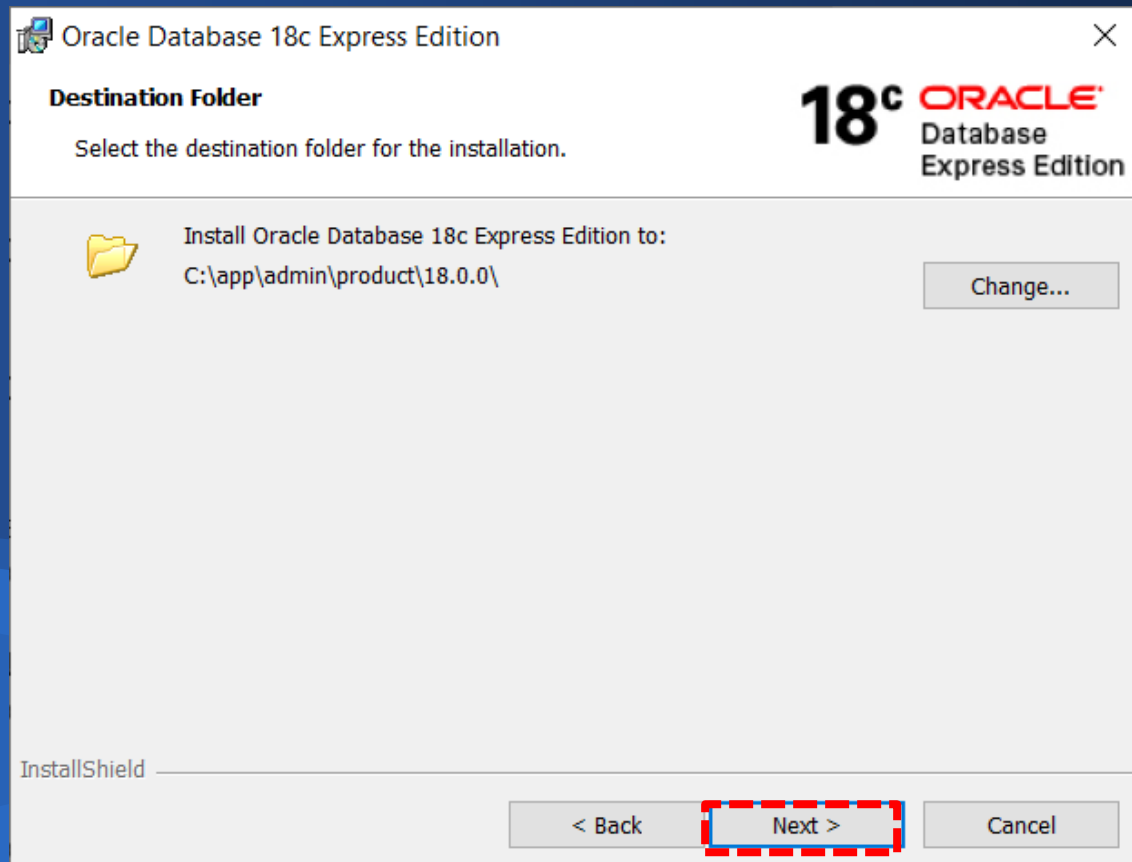 Oracle Database 18c Express Edition
Destination Folder
Select the destination folder for the installation.
18c ORACLE
Database
Express Edition
Install Oracle Database 18c Express Edition to:
C:\app\admin\product\18.0.0\
Change...
InstallShield
< Back
Next >
Cancel